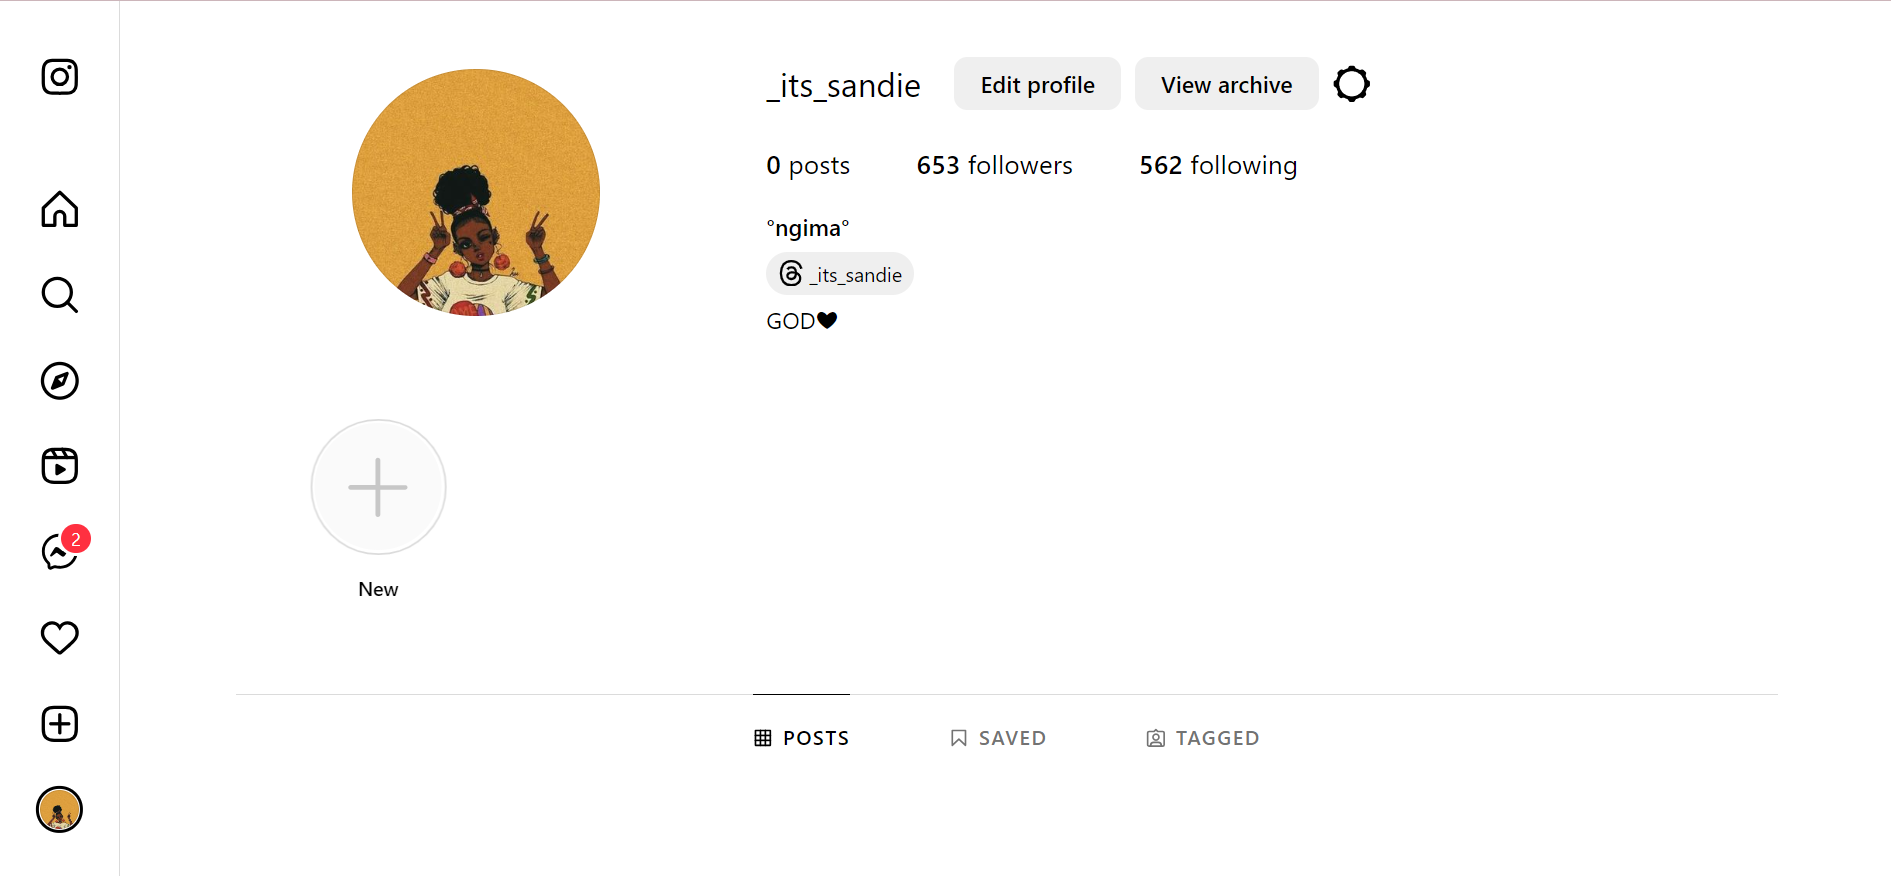 _its_sandie Edit profile View archive
0 posts 653 followers 562 following
°ngima°
_its_sandie
GOD🖤
2
New
POSTS SAVED TAGGED